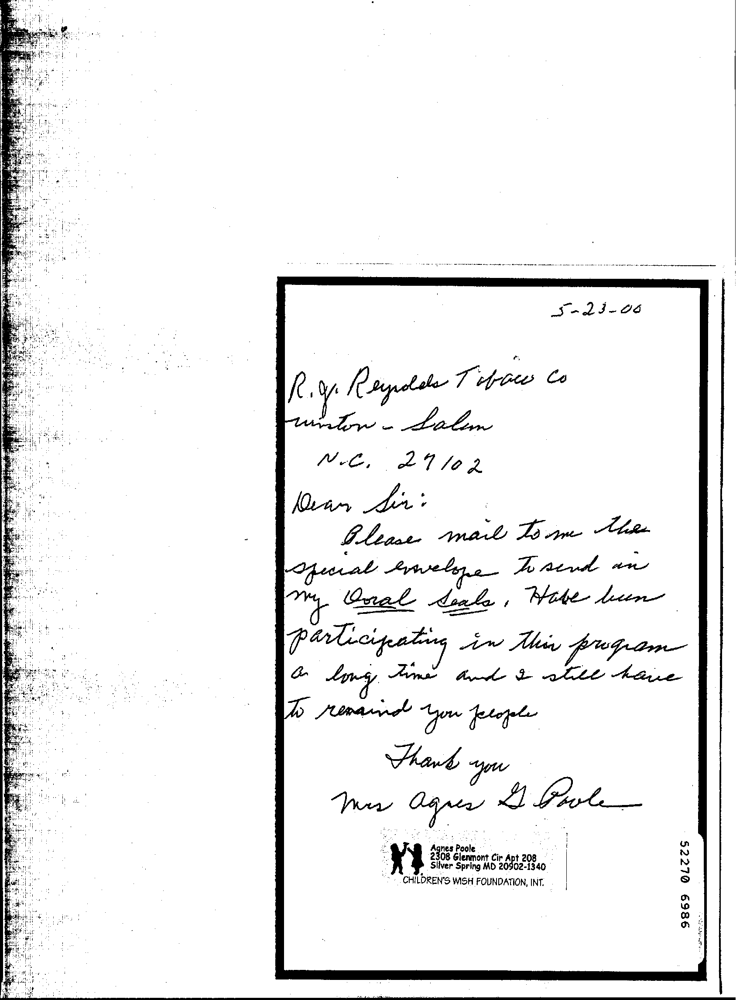 5-23-00
R.J. Reynolds Tobacco Co
Winston-Salem
N.C. 27102
Dear Sir:
Please mail to me the
special envelope to send in
my Doral Seals. Have been
participating in this program
a long time and I still have
to remind you people
Thank you
Mrs Agnes G Poole
Agnes Poole
2308 Glenmont Cir Apt 208
Silver Spring MD 20902-1340
CHILDREN'S WISH FOUNDATION, INT.
52270 6986